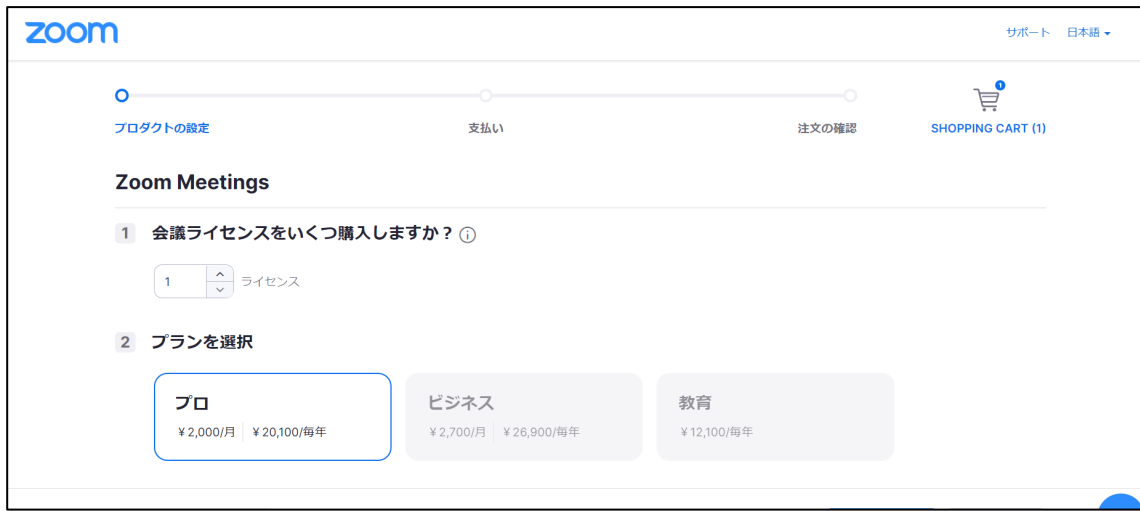 zoom
サポート 日本語
1
プロダクトの設定 支払い 注文の確認 SHOPPING CART (1)
Zoom Meetings
1 会議ライセンスをいくつ購入しますか？
1 ライセンス
2 プランを選択
プロ ビジネス 教育
¥2,000/月 ¥20,100/毎年 ¥2,700/月 ¥26,900/毎年 ¥12,100/毎年